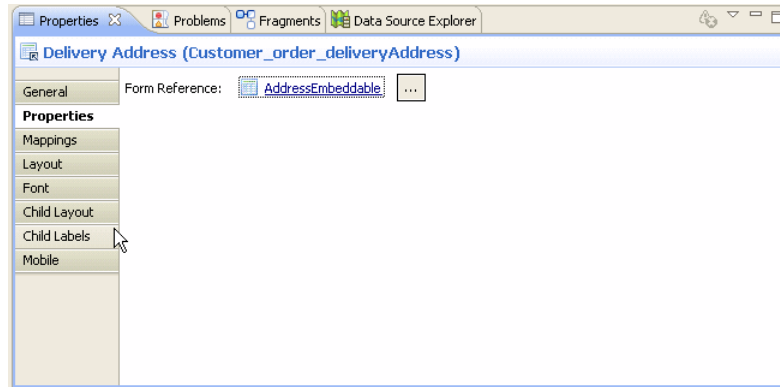 Properties Problems Fragments Data Source Explorer
Delivery Address (Customer_order_deliveryAddress)
General
Form Reference: AddressEmbeddable ...
Properties
Mappings
Layout
Font
Child Layout
Child Labels
Mobile